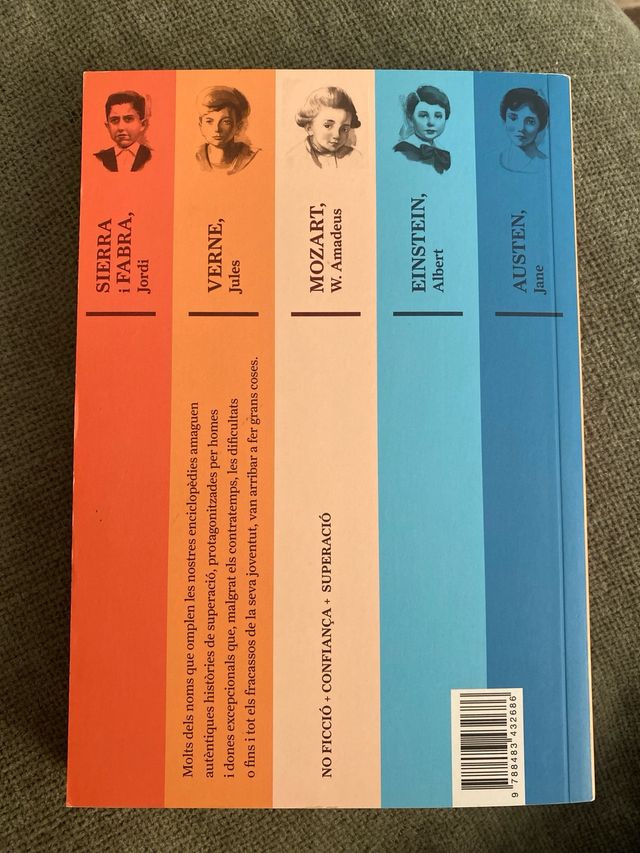 SIERRA
i FABRA,
Jordi
VERNE,
Jules
MOZART,
W. Amadeus
EINSTEIN,
Albert
AUSTEN,
Jane
Molts dels noms que omplen les nostres enciclopèdies amaguen
autèntiques històries de superació, protagonitzades per homes
i dones excepcionals que, malgrat els contratemps, les dificultats
o fins i tot els fracassos de la seva joventut, van arribar a fer grans coses.
NO FICCIÓ + CONFIANÇA + SUPERACIÓ
9 788483 432686